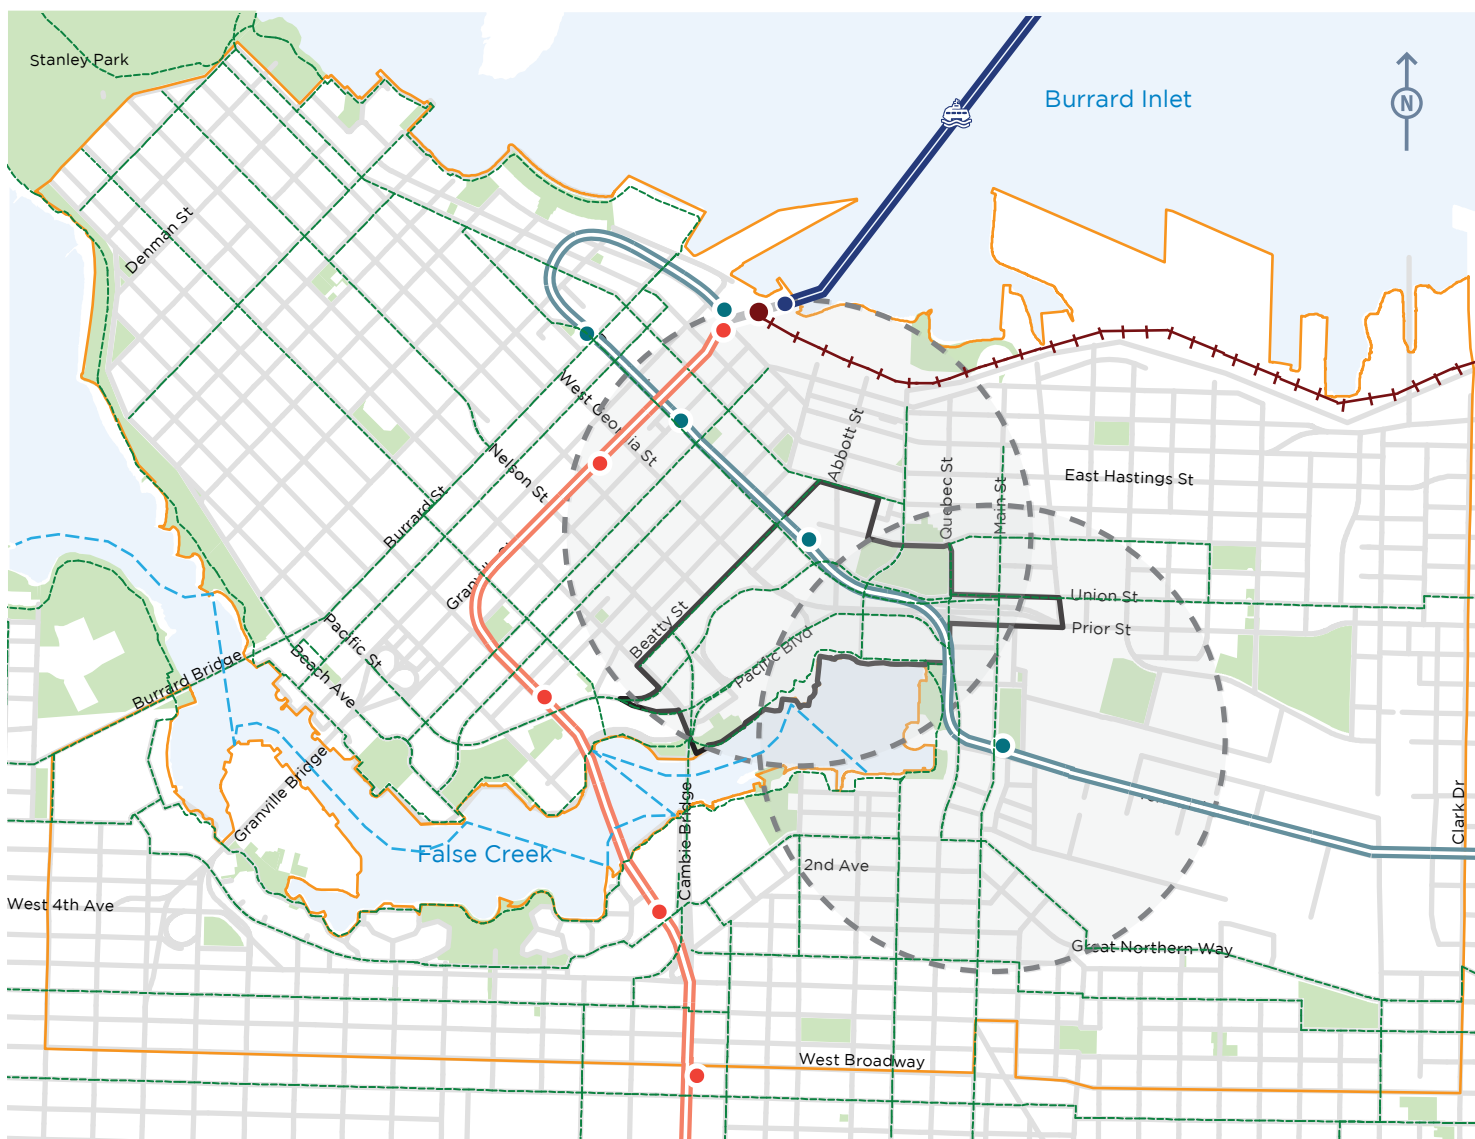 Stanley Park
Burrard Inlet
N
Denman St
West Georgia St
Abbott St
Nelson St
Quebec St
Main St
East Hastings St
Burrard St
Union St
Prior St
Beatty St
Pacific Blvd
Pacific St
Beach Ave
Burrard Bridge
Granville Bridge
False Creek
Cambie Bridge
Clark Dr
2nd Ave
West 4th Ave
Great Northern Way
West Broadway